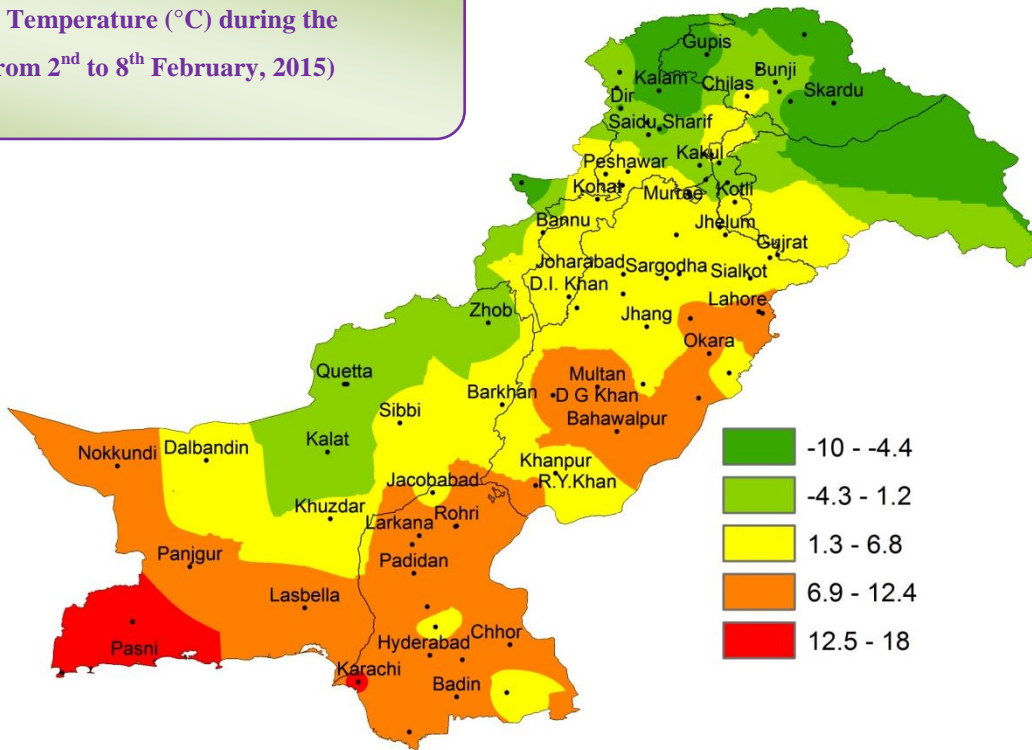 Temperature (°C) during the
rom 2nd to 8th February, 2015)
Gupis
Kalam
Chilas
Bunji
Skardu
Dir
Saidu Sharif
Peshawar
Kakul
Kohat
Murree
Kotli
Bannu
Jhelum
Gujrat
Joharabad
Sargodha
Sialkot
D.I. Khan
Lahore
Zhob
Jhang
Okara
Quetta
Multan
Barkhan
D G Khan
Sibbi
Bahawalpur
Kalat
Nokkundi
Dalbandin
Khanpur
Jacobabad
R.Y.Khan
Khuzdar
Larkana
Rohri
Panjgur
Padidan
Lasbella
Pasni
Hyderabad
Chhor
Karachi
Badin
-10 - -4.4
-4.3 - 1.2
1.3 - 6.8
6.9 - 12.4
12.5 - 18